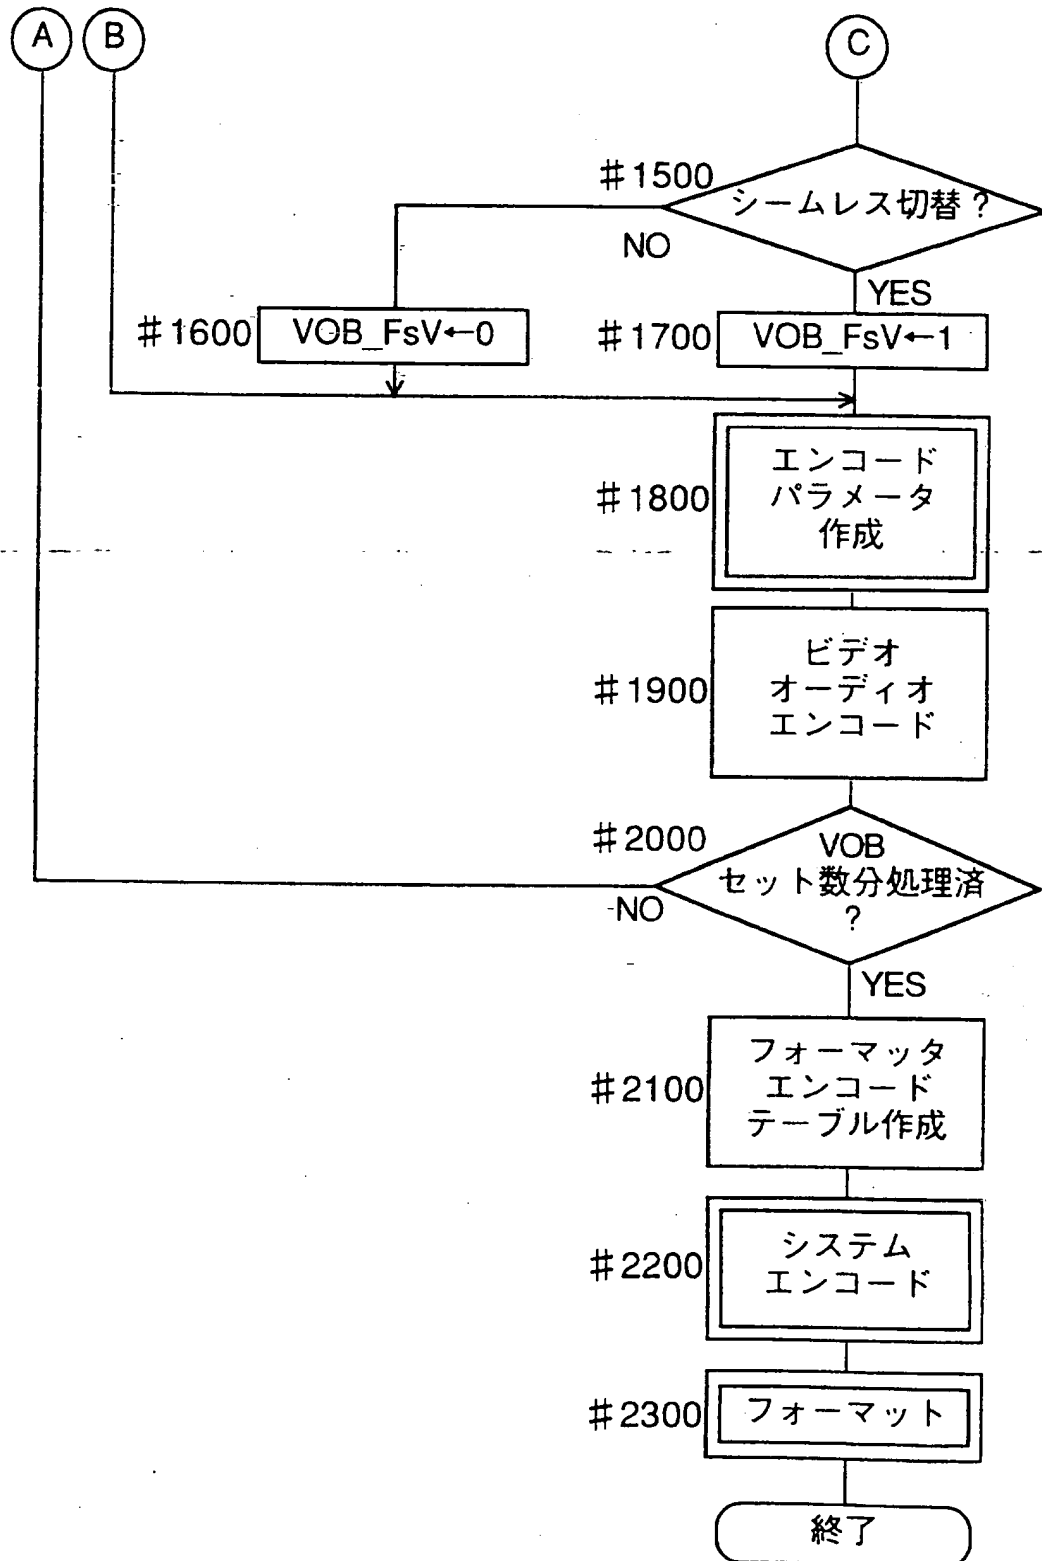 A
B
C
#1500
シームレス切替?
NO
YES
#1600
VOB_FsV←0
#1700
VOB_FsV←1
#1800
エンコード
パラメータ
作成
#1900
ビデオ
オーディオ
エンコード
#2000
VOB
セット数分処理済
?
NO
YES
#2100
フォーマッタ
エンコード
テーブル作成
#2200
システム
エンコード
#2300
フォーマット
終了